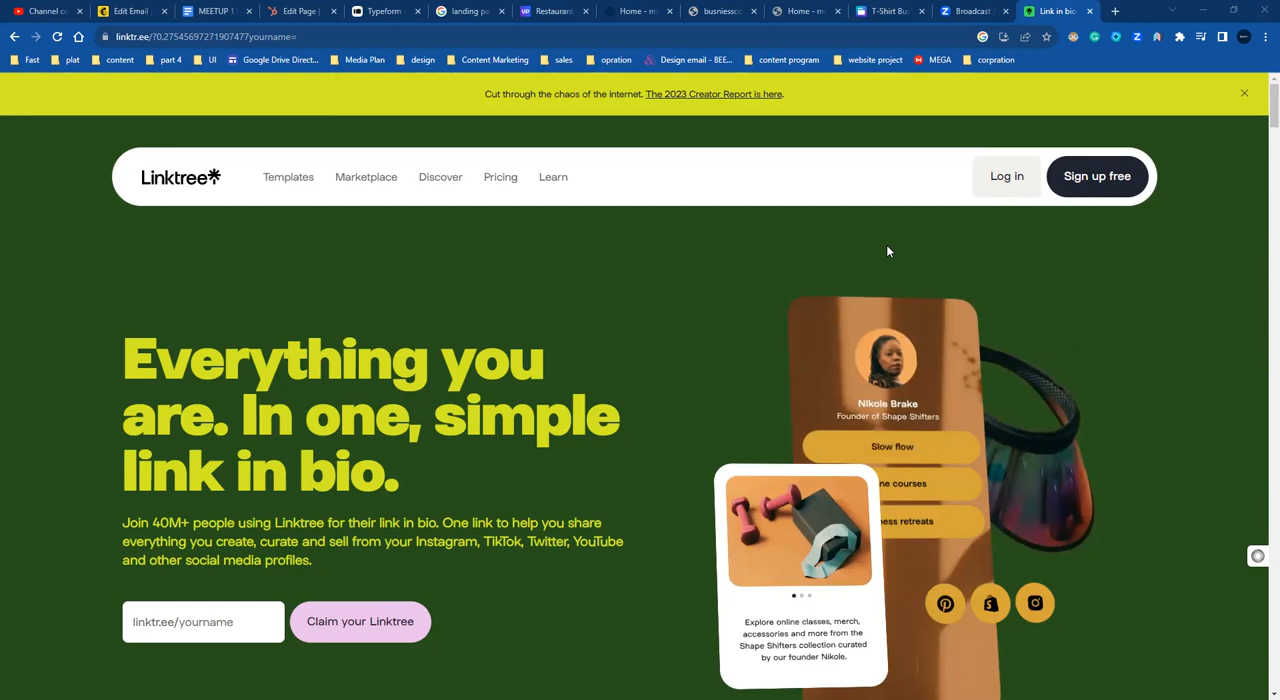 Channel co
Edit Email
MEETUP 1
Edit Page |
Typeform
landing pa
Restaurant
Home - m
busniessco
Home - m
T-Shirt Bu
Broadcast
Link in bio
linktr.ee/?0.2754569727190747?yourname=
Fast
plat
content
part 4
UI
Google Drive Direct...
Media Plan
design
Content Marketing
sales
opration
Design email - BEE...
content program
website project
MEGA
corpration
Cut through the chaos of the internet. The 2023 Creator Report is here.
Linktree
Templates
Marketplace
Discover
Pricing
Learn
Log in
Sign up free
Everything you
are. In one, simple
link in bio.
Join 40M+ people using Linktree for their link in bio. One link to help you share
everything you create, curate and sell from your Instagram, TikTok, Twitter, YouTube
and other social media profiles.
linktr.ee/yourname
Claim your Linktree
Nikole Brake
Founder of Shape Shifters
Slow flow
ne courses
ness retreats
Explore online classes, merch,
accessories and more from the
Shape Shifters collection curated
by our founder Nikole.